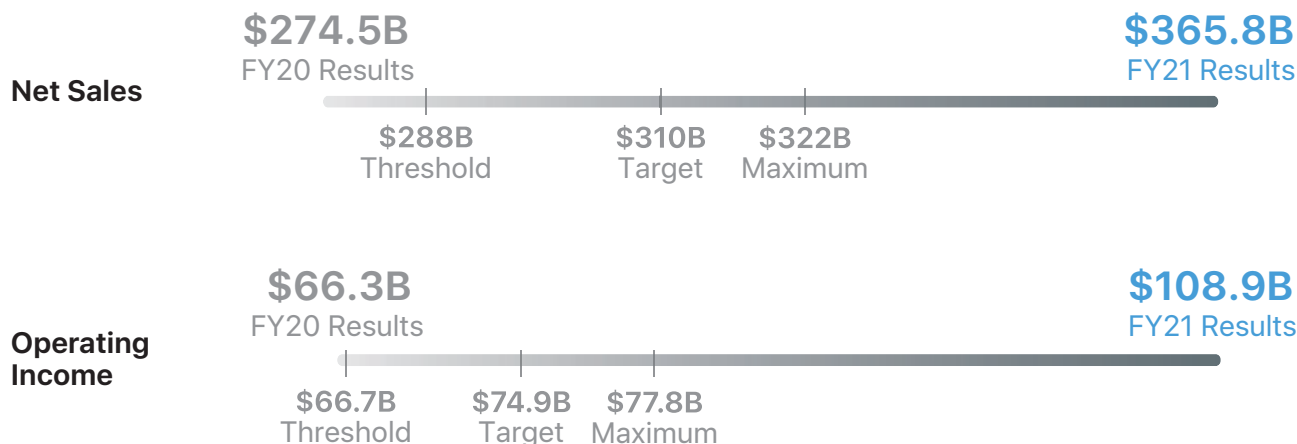 $274.5B
FY20 Results
$365.8B
FY21 Results
Net Sales
$288B
Threshold
$310B
Target
$322B
Maximum
$66.3B
FY20 Results
$108.9B
FY21 Results
Operating
Income
$66.7B
Threshold
$74.9B
Target
$77.8B
Maximum